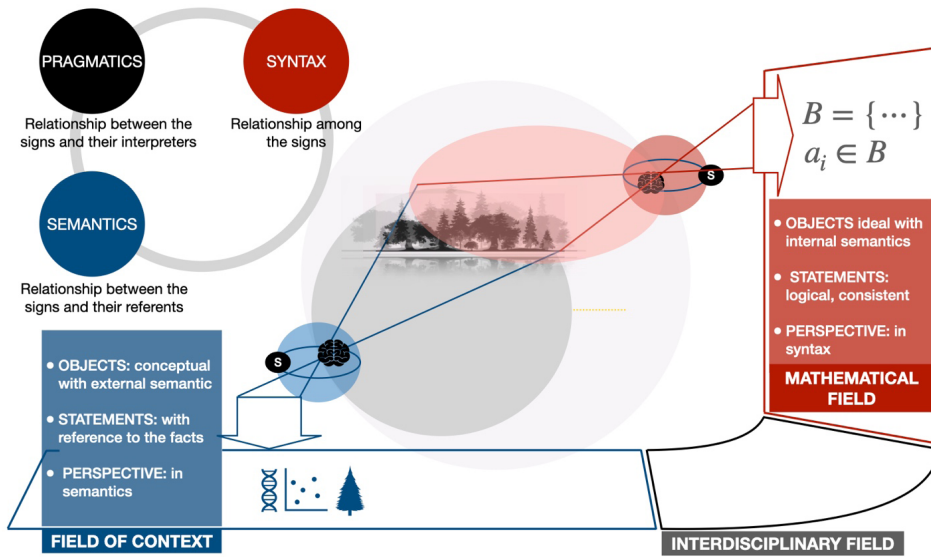 PRAGMATICS
SYNTAX
Relationship between the
signs and their interpreters
Relationship among
the signs
SEMANTICS
Relationship between the
signs and their referents
S
B = {⋯}
a_i ∈ B
• OBJECTS ideal with
internal semantics
• STATEMENTS:
logical, consistent
• PERSPECTIVE: in
syntax
MATHEMATICAL
FIELD
S
• OBJECTS: conceptual
with external semantic
• STATEMENTS: with
reference to the facts
• PERSPECTIVE: in
semantics
FIELD OF CONTEXT
INTERDISCIPLINARY FIELD